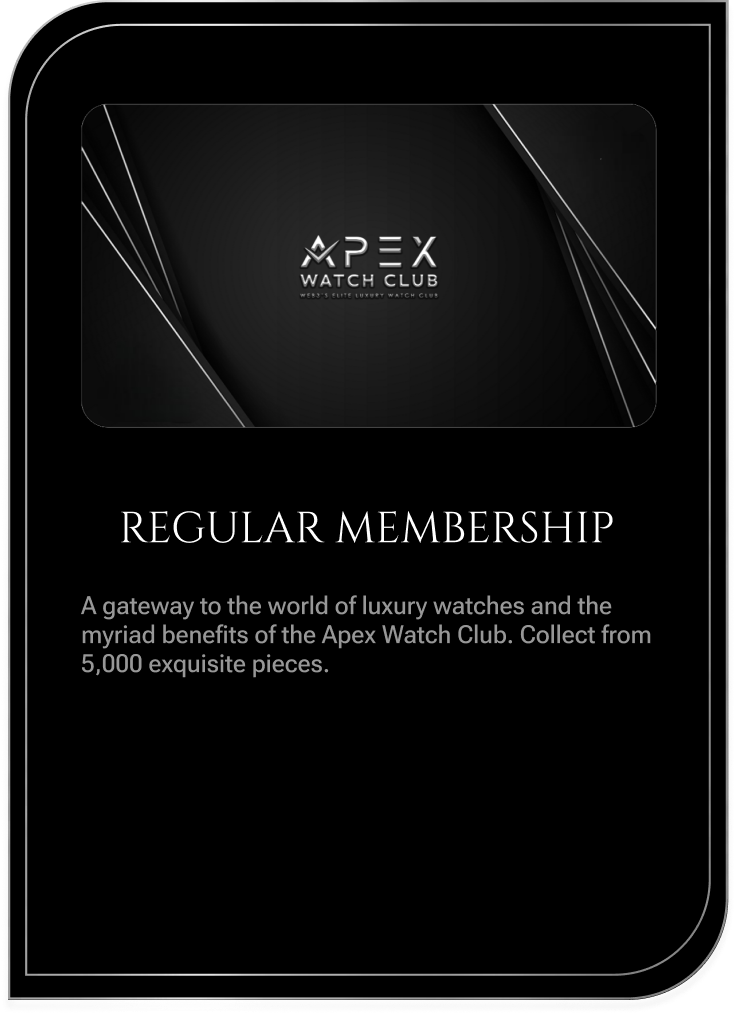 APEX
WATCH CLUB
WEB3'S ELITE LUXURY WATCH CLUB
REGULAR MEMBERSHIP
A gateway to the world of luxury watches and the
myriad benefits of the Apex Watch Club. Collect from
5,000 exquisite pieces.